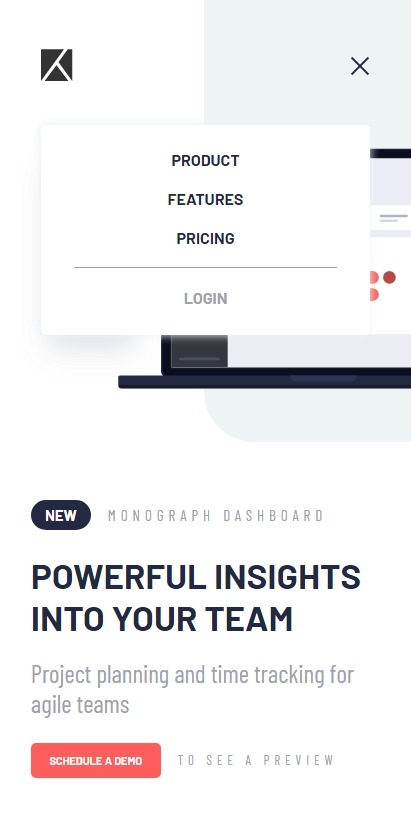 PRODUCT
FEATURES
PRICING
LOGIN
NEW MONOGRAPH DASHBOARD
POWERFUL INSIGHTS
INTO YOUR TEAM
Project planning and time tracking for
agile teams
SCHEDULE A DEMO TO SEE A PREVIEW